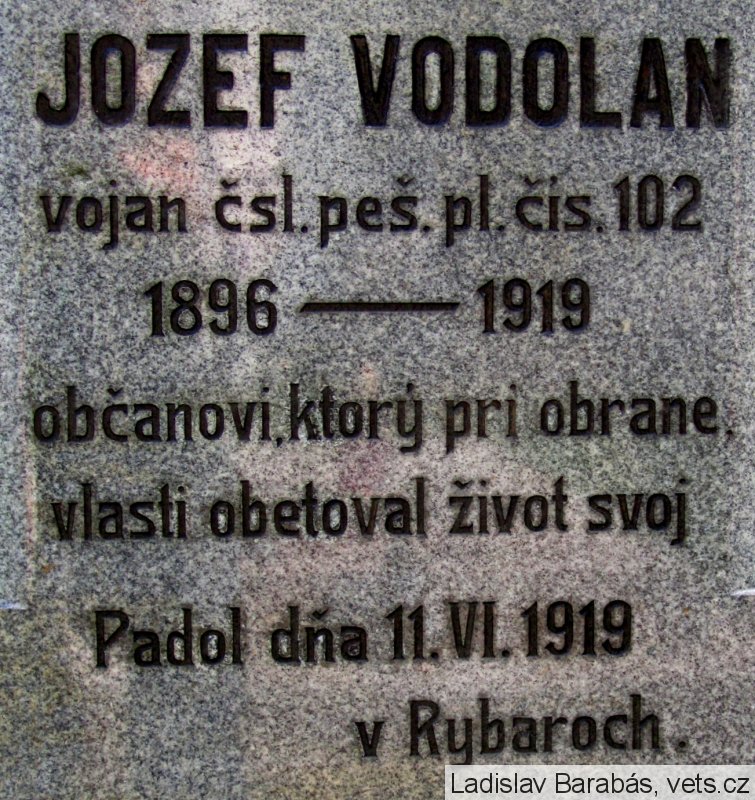 JOZEF VODOLAN
vojan čsl. peš. pl. čis. 102
1896 — 1919
občanovi, ktorý pri obrane,
vlasti obetoval život svoj
Padol dňa 11. VI. 1919
v Rybaroch.
Ladislav Barabás, vets.cz